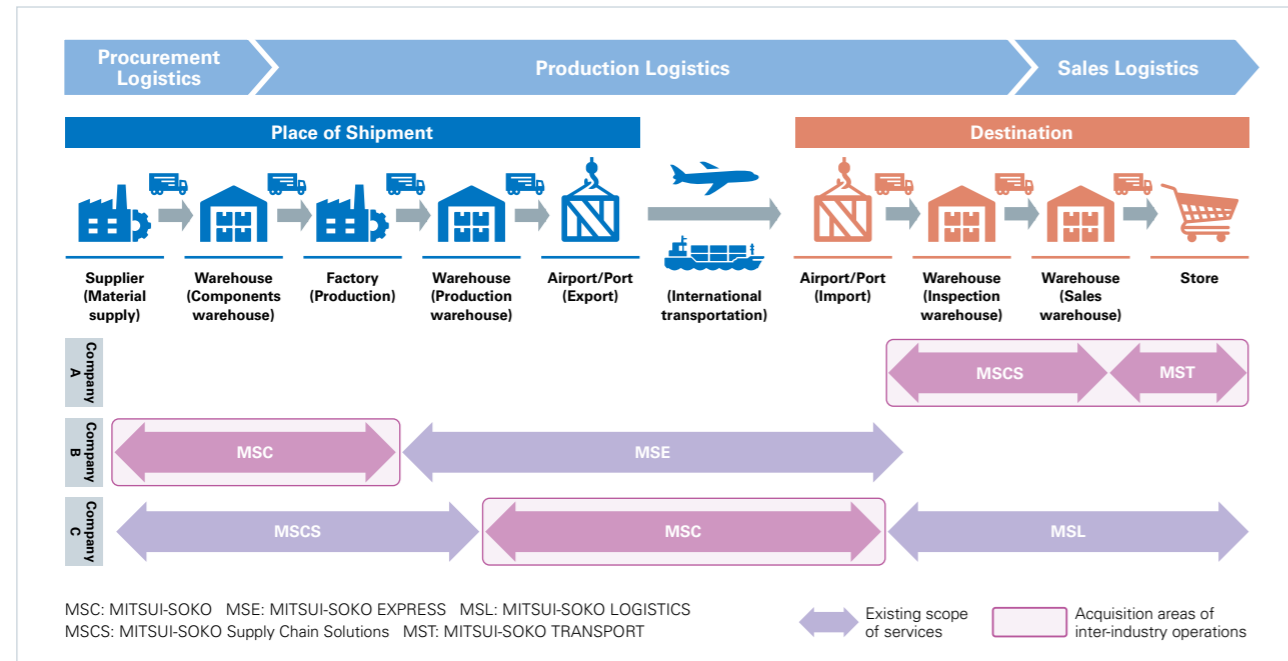 Procurement
Logistics
Production Logistics
Sales Logistics
Place of Shipment
Destination
Supplier
(Material
supply)
Warehouse
(Components
warehouse)
Factory
(Production)
Warehouse
(Production
warehouse)
Airport/Port
(Export)
(International
transportation)
Airport/Port
(Import)
Warehouse
(Inspection
warehouse)
Warehouse
(Sales
warehouse)
Store
Company
A
MSCS
MST
Company
B
MSC
MSE
Company
C
MSCS
MSC
MSL
MSC: MITSUI-SOKO MSE: MITSUI-SOKO EXPRESS MSL: MITSUI-SOKO LOGISTICS
MSCS: MITSUI-SOKO Supply Chain Solutions MST: MITSUI-SOKO TRANSPORT
Existing scope
of services
Acquisition areas of
inter-industry operations